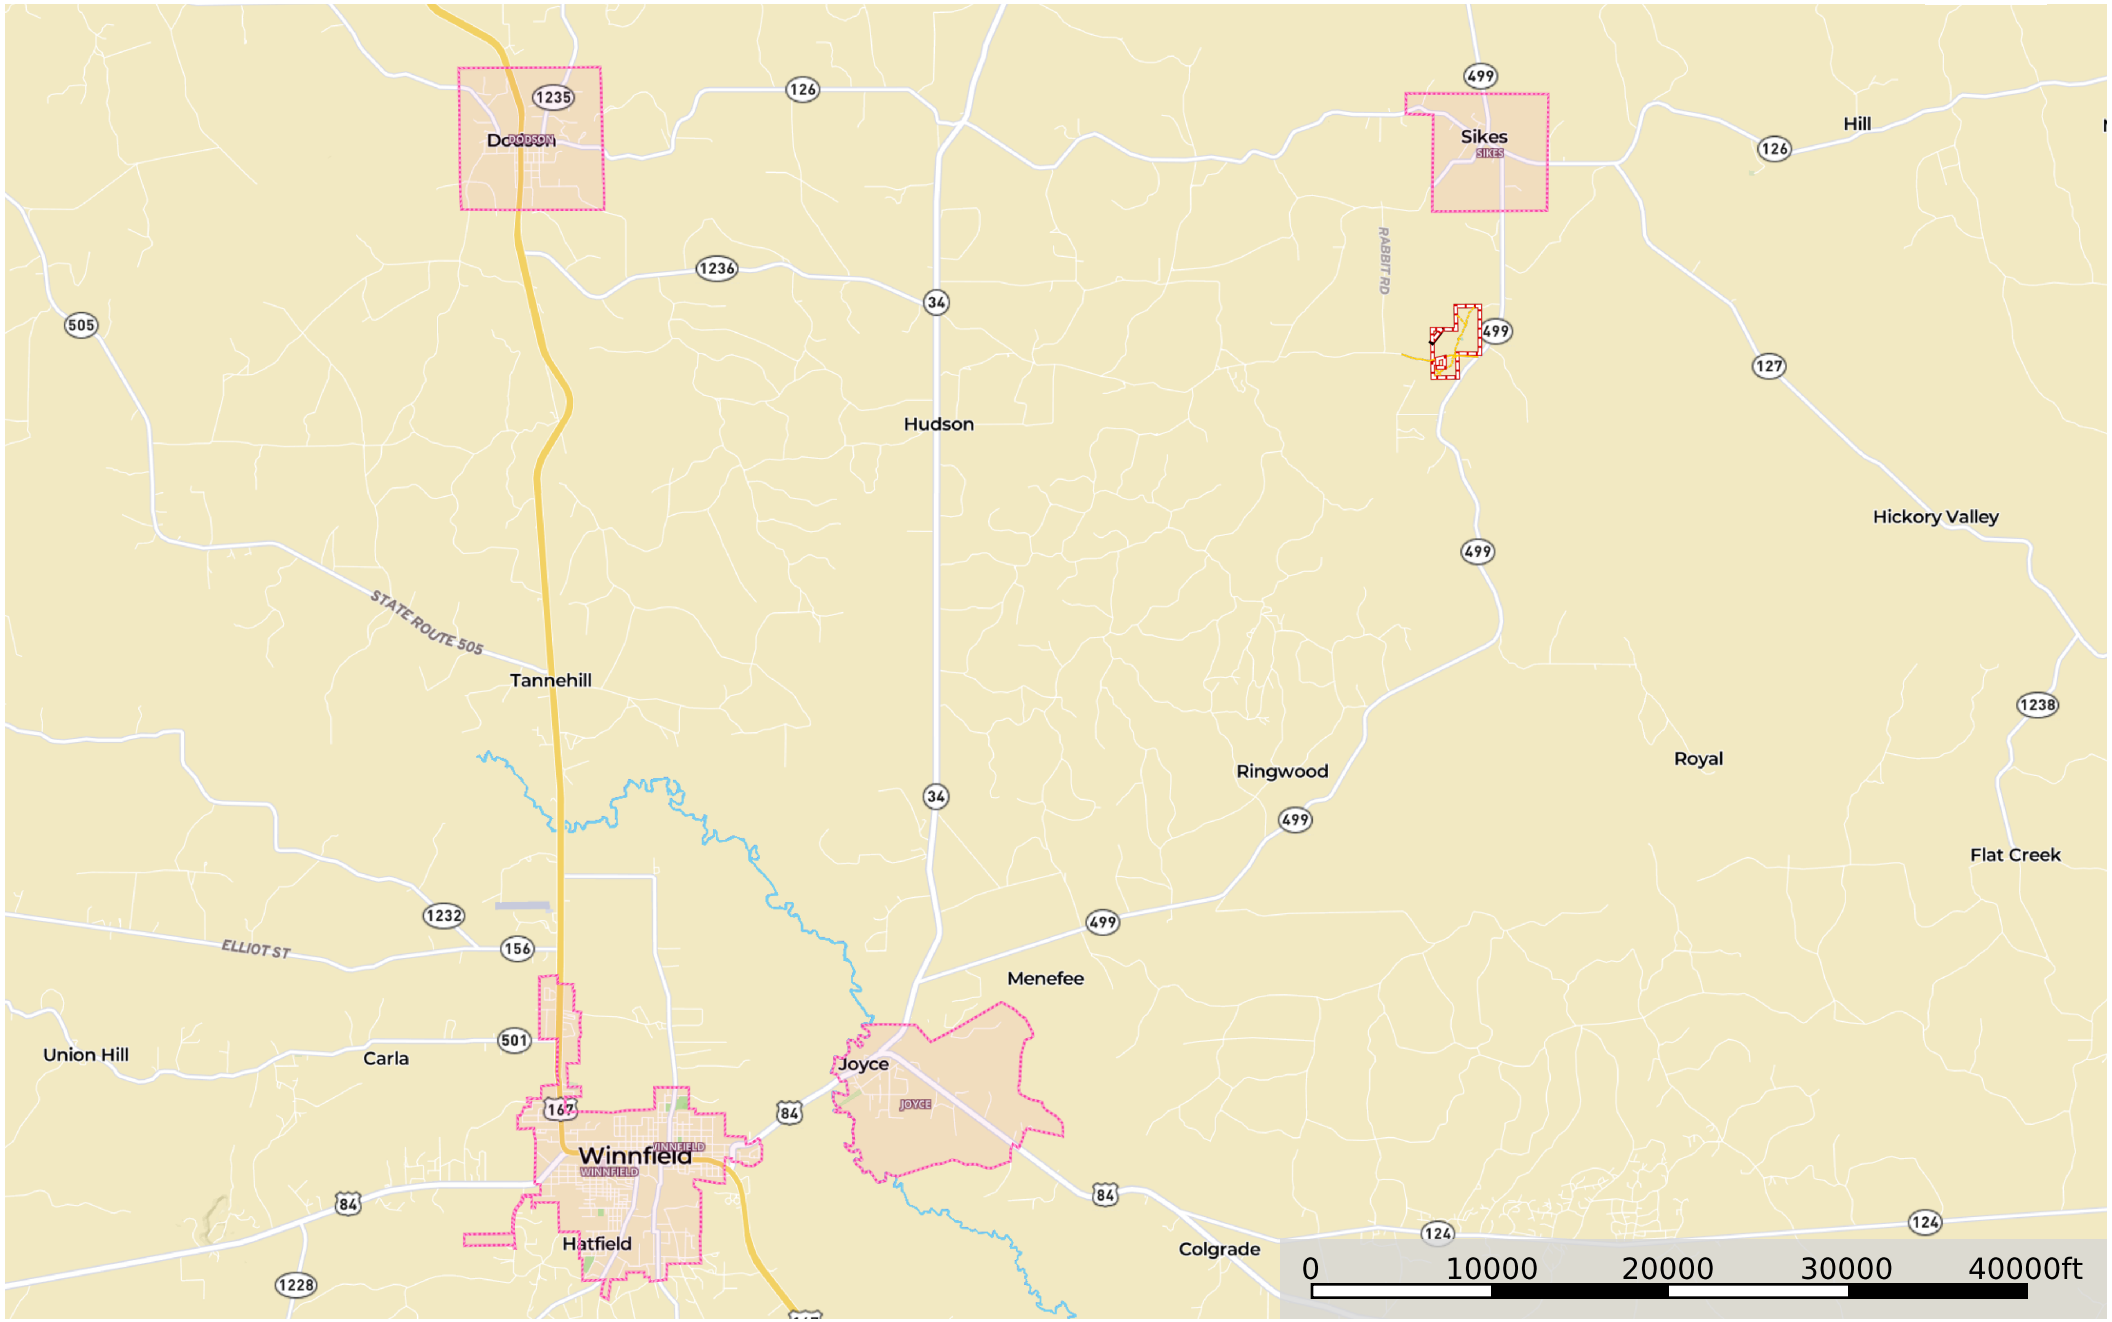 499
1235
126
Hill
Sikes
SIKES
Dodson
DODSON
126
RABBIT RD
1236
34
505
499
127
Hudson
Hickory Valley
499
STATE ROUTE 505
Tannehill
1238
Royal
Ringwood
34
499
Flat Creek
1232
499
ELLIOT ST
156
Menefee
501
Union Hill
Carla
Joyce
JOYCE
167
84
WINNFIELD
Winnfield
WINNFIELD
84
84
124
124
Hatfield
Colgrade
1228
0 10000 20000 30000 40000ft